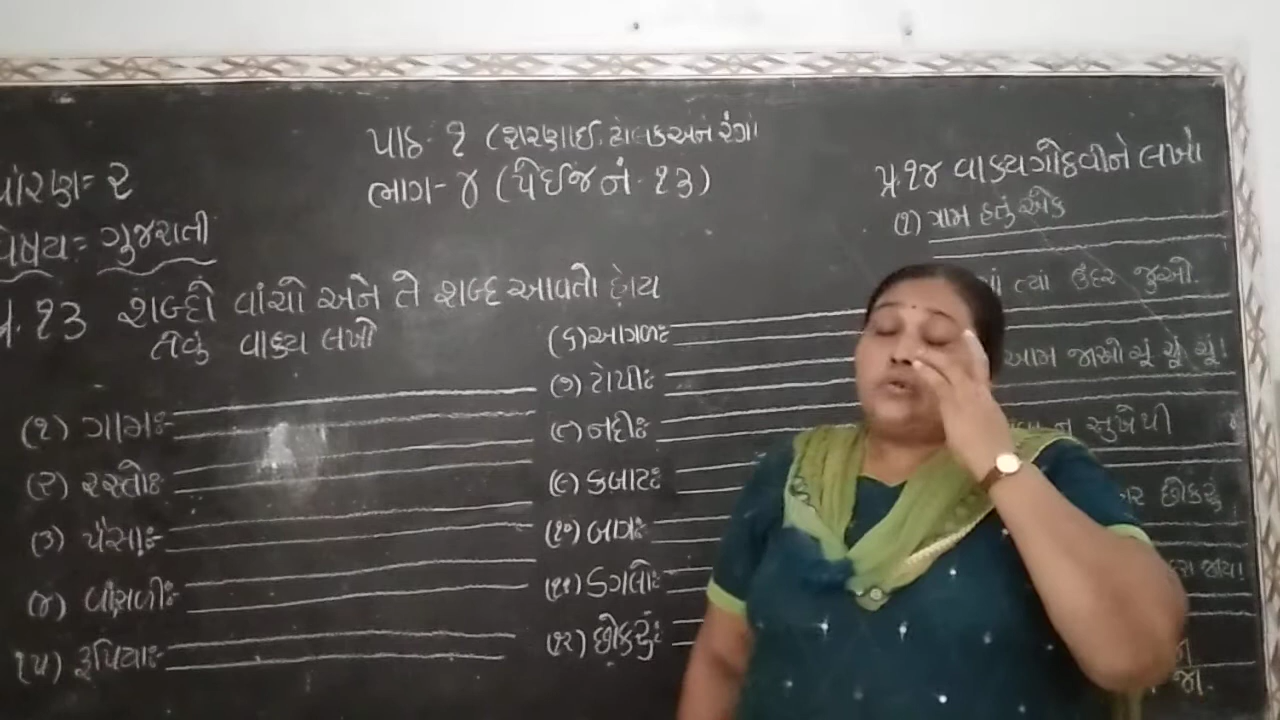 પાઠ-૧ (શરણાઈ, ઢોલક અને રંગો
ભાગ-૪ (પેઈજ નં-૧૩)
ધોરણ= ૨
વિષય= ગુજરાતી
પ્ર.૧૩ શબ્દો વાંચો અને તે શબ્દ આવતો હોય
તેવું વાક્ય લખો
(૧) ગામઃ-
(૨) રસ્તોઃ-
(૩) પૈસાઃ-
(૪) વાંસળીઃ-
(૫) રૂપિયાઃ-
(૬) આગળઃ-
(૭) ટોપીઃ-
(૮) નદીઃ-
(૯) કબાટઃ-
(૧૦) બાગઃ-
(૧૧) ડગલોઃ-
(૧૨) છોકરુંઃ-
પ્ર.૧૪ વાક્ય ગોઠવીને લખો
(૧) ગામ હતું એક
ત્યાં ઉંદર જુઓ.
આમ જાઓ ચૂં ચૂં ચૂં!
સુખેથી
છોકરું
જાય!
જા.